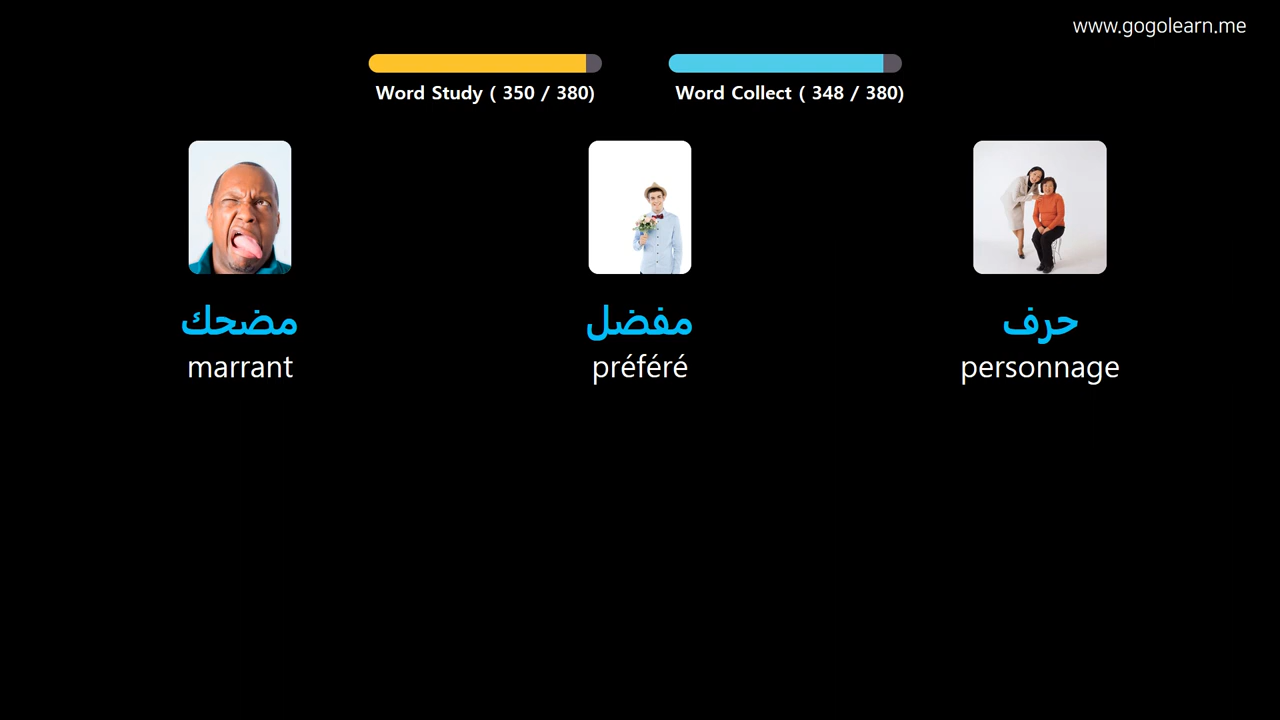 www.gogolearn.me
Word Study ( 350 / 380)
Word Collect ( 348 / 380)
مضحك
marrant
مفضل
préféré
حرف
personnage